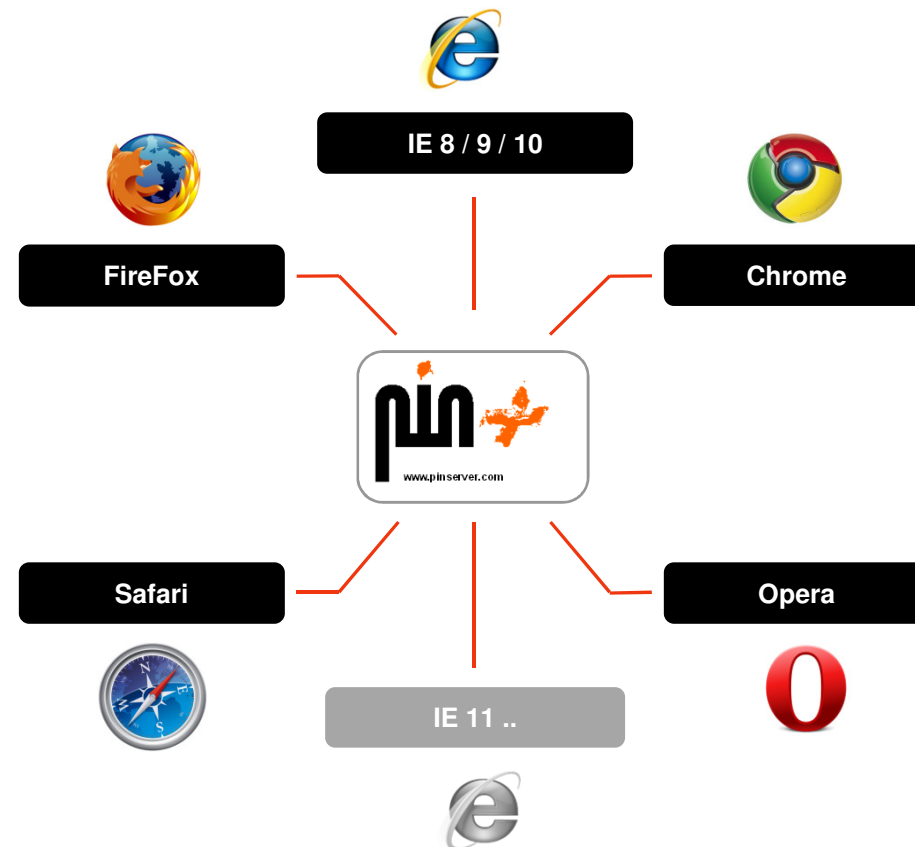 IE 8 / 9 / 10
FireFox
Chrome
pin
www.pinserver.com
Safari
Opera
IE 11 ..